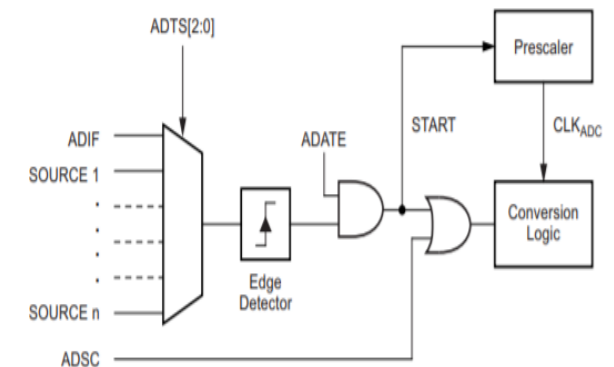 ADTS[2:0]
Prescaler
ADIF
ADATE
START
CLKADC
SOURCE 1
Conversion
Logic
Edge
Detector
SOURCE n
ADSC